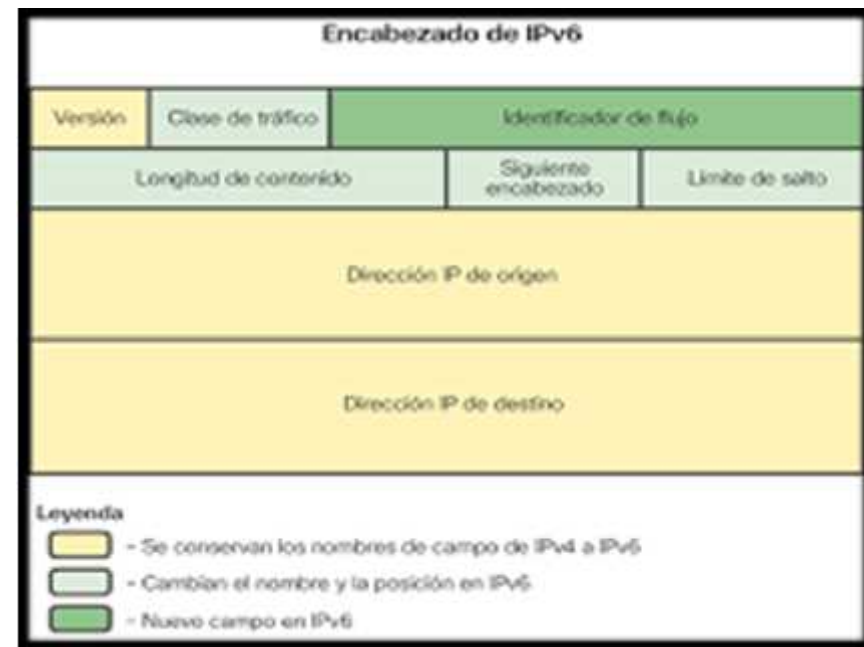 Encabezado de IPv6
Versión
Clase de tráfico
Identificador de flujo
Longitud de contenido
Siguiente
encabezado
Límite de salto
Dirección IP de origen
Dirección IP de destino
Leyenda
- Se conservan los nombres de campo de IPv4 a IPv6
- Cambian el nombre y la posición en IPv6
- Nuevo campo en IPv6